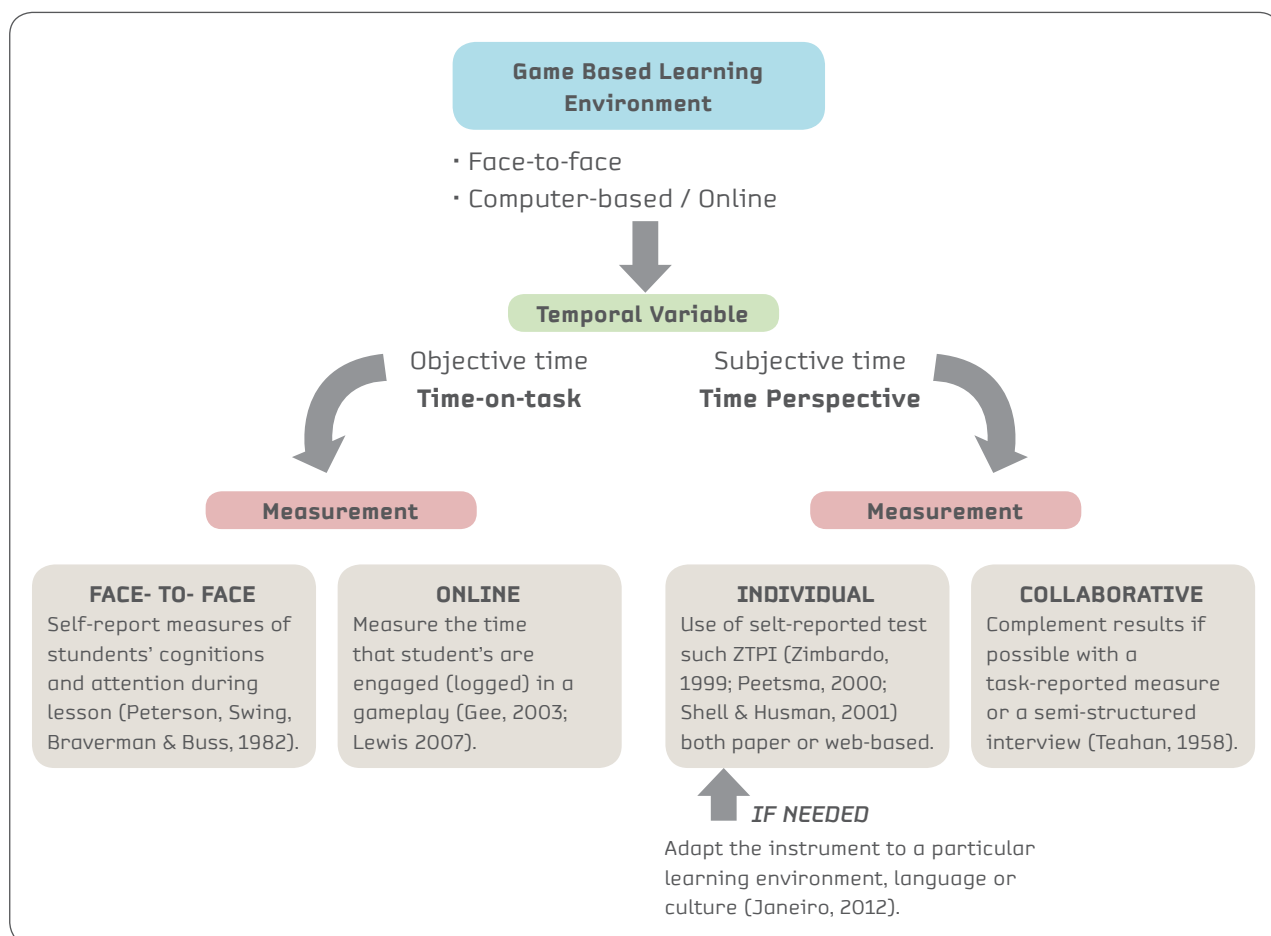 Game Based Learning
Environment
· Face-to-face
· Computer-based / Online
Temporal Variable
Objective time
Time-on-task
Subjective time
Time Perspective
Measurement
Measurement
FACE- TO- FACE
Self-report measures of
stundents' cognitions
and attention during
lesson (Peterson, Swing,
Braverman & Buss, 1982).
ONLINE
Measure the time
that student's are
engaged (logged) in a
gameplay (Gee, 2003;
Lewis 2007).
INDIVIDUAL
Use of selt-reported test
such ZTPI (Zimbardo,
1999; Peetsma, 2000;
Shell & Husman, 2001)
both paper or web-based.
COLLABORATIVE
Complement results if
possible with a
task-reported measure
or a semi-structured
interview (Teahan, 1958).
IF NEEDED
Adapt the instrument to a particular
learning environment, language or
culture (Janeiro, 2012).